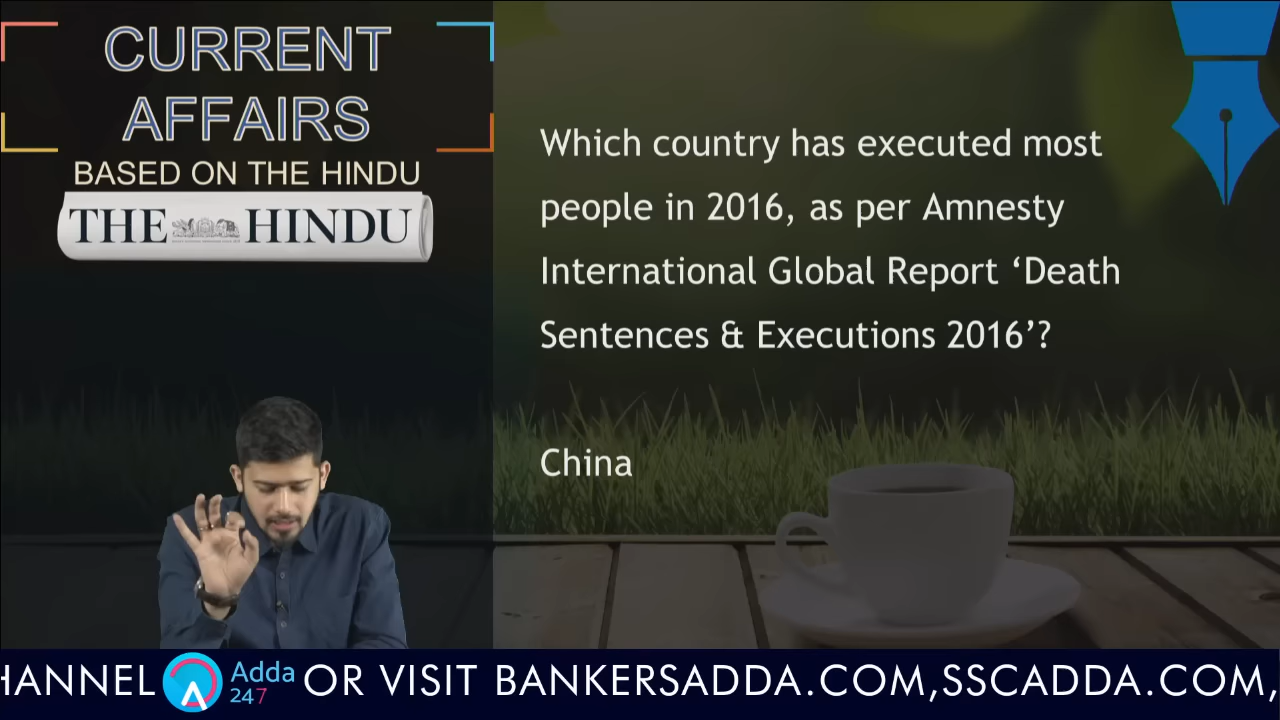 CURRENT
AFFAIRS
BASED ON THE HINDU
THE HINDU
Which country has executed most
people in 2016, as per Amnesty
International Global Report ‘Death
Sentences & Executions 2016’?
China
HANNEL Adda 247 OR VISIT BANKERSADDA.COM,SSCADDA.COM,